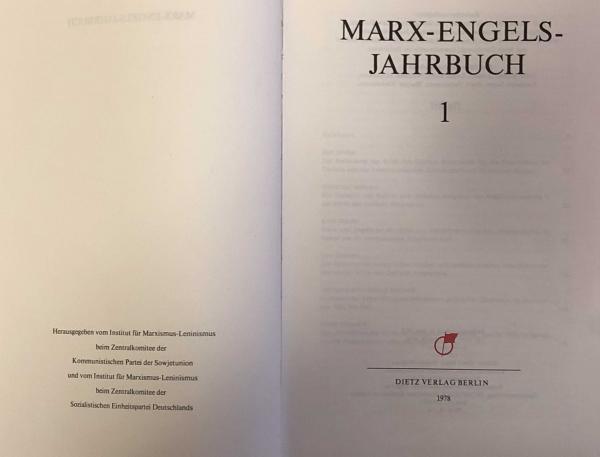 Herausgegeben vom Institut für Marxismus-Leninismus
beim Zentralkomitee der
Kommunistischen Partei der Sowjetunion
und vom Institut für Marxismus-Leninismus
beim Zentralkomitee der
Sozialistischen Einheitspartei Deutschlands
MARX-ENGELS-
JAHRBUCH
1
DIETZ VERLAG BERLIN
1978